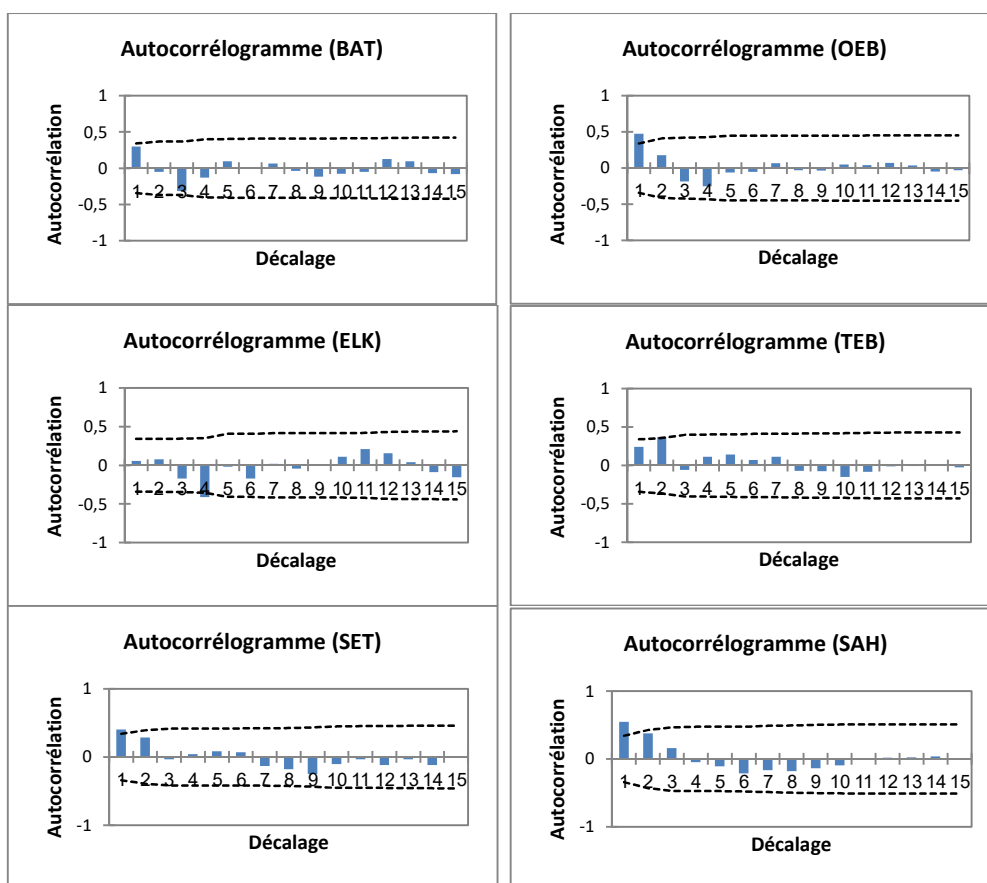 Autocorrélogramme (BAT)
Autocorrélation
1
0,5
0
-0,5
-1
1 2 3 4 5 6 7 8 9 10 11 12 13 14 15
Décalage
Autocorrélogramme (OEB)
Autocorrélation
1
0,5
0
-0,5
-1
1 2 3 4 5 6 7 8 9 10 11 12 13 14 15
Décalage
Autocorrélogramme (ELK)
Autocorrélation
1
0,5
0
-0,5
-1
1 2 3 4 5 6 7 8 9 10 11 12 13 14 15
Décalage
Autocorrélogramme (TEB)
Autocorrélation
1
0,5
0
-0,5
-1
1 2 3 4 5 6 7 8 9 10 11 12 13 14 15
Décalage
Autocorrélogramme (SET)
Autocorrélation
1
0
-1
1 2 3 4 5 6 7 8 9 10 11 12 13 14 15
Décalage
Autocorrélogramme (SAH)
Autocorrélation
1
0
-1
1 2 3 4 5 6 7 8 9 10 11 12 13 14 15
Décalage